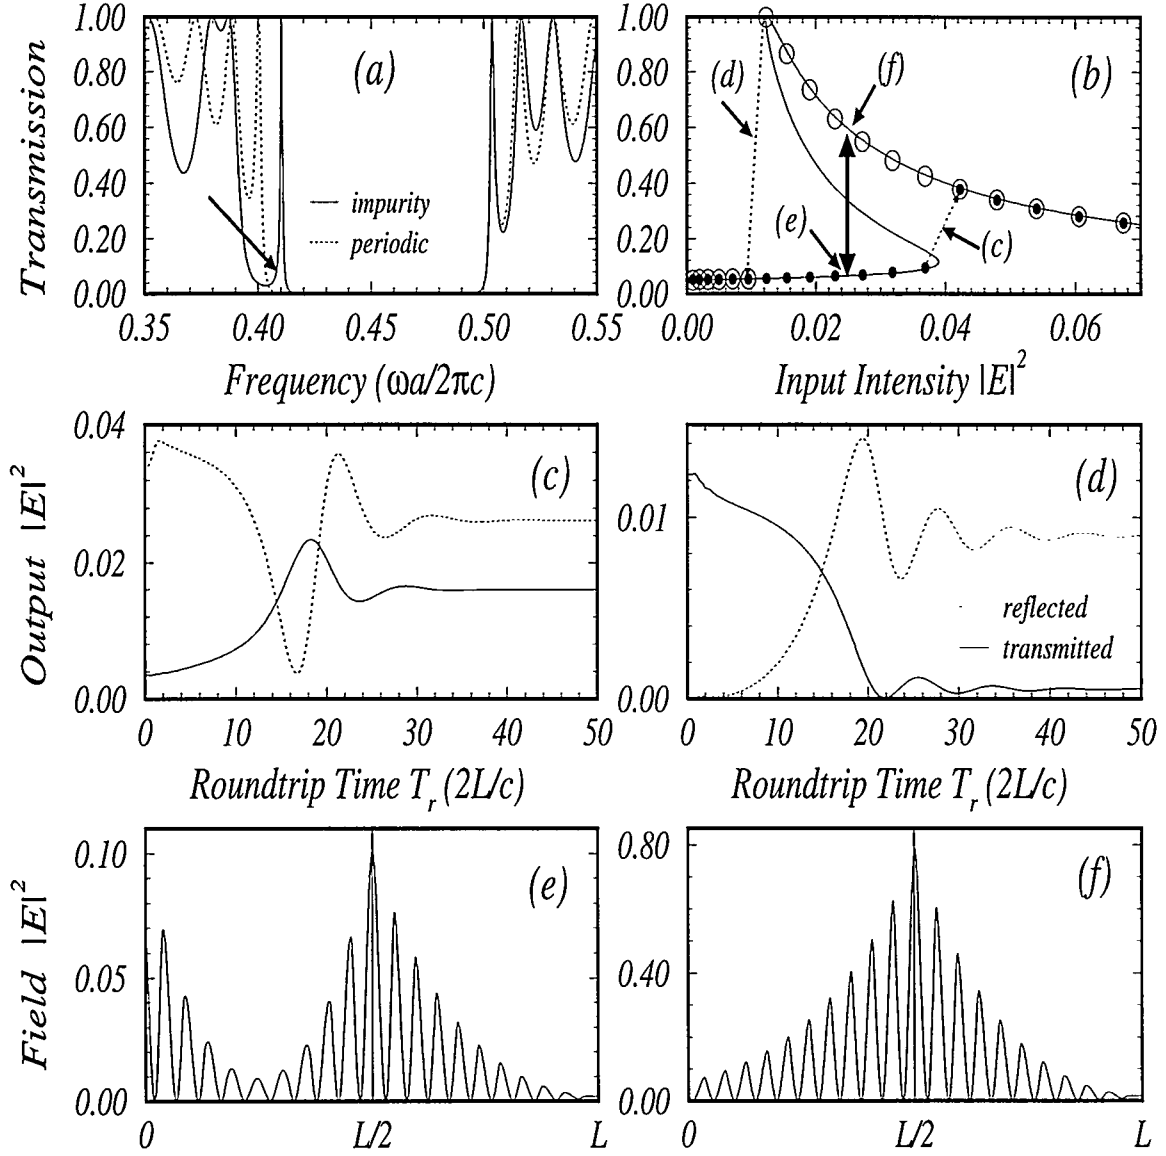 1.00
0.80
0.60
0.40
0.20
0.00
Transmission
(a)
impurity
periodic
0.35
0.40
0.45
0.50
0.55
Frequency (ωa/2πc)
1.00
0.80
0.60
0.40
0.20
0.00
(d)
(f)
(b)
(e)
(c)
0.00
0.02
0.04
0.06
Input Intensity |E|²
0.04
0.02
0.00
Output |E|²
(c)
0
10
20
30
40
50
Roundtrip Time Tᵣ (2L/c)
0.01
0.00
(d)
reflected
transmitted
0
10
20
30
40
50
Roundtrip Time Tᵣ (2L/c)
0.10
0.05
0.00
Field |E|²
(e)
0
L/2
L
0.80
0.40
0.00
(f)
0
L/2
L